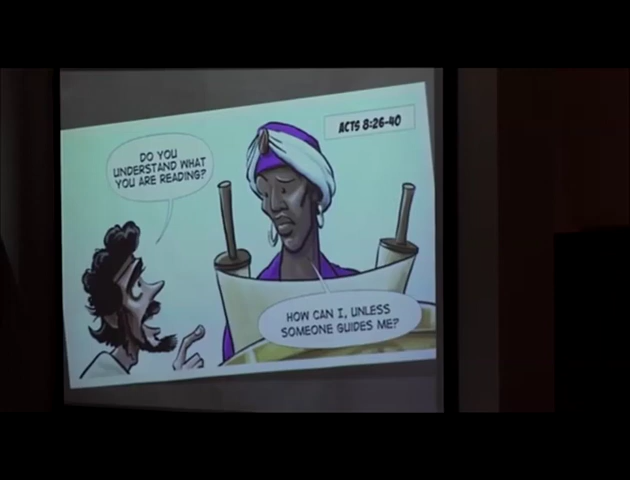 ACTS 8:26-40
DO YOU
UNDERSTAND WHAT
YOU ARE READING?
HOW CAN I, UNLESS
SOMEONE GUIDES ME?